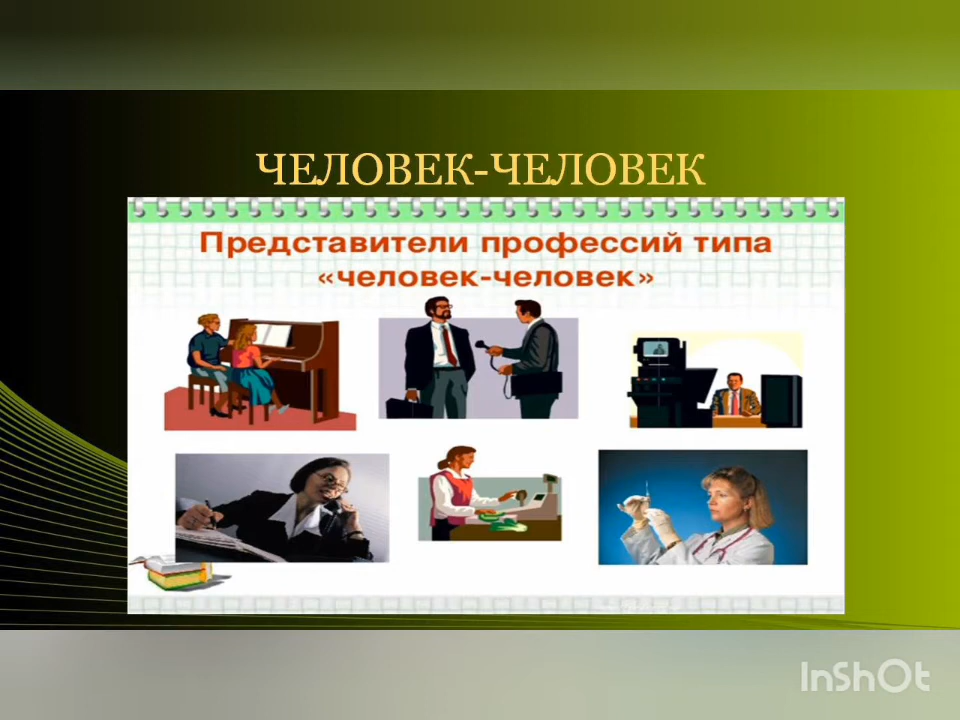 ЧЕЛОВЕК-ЧЕЛОВЕК
Представители профессий типа
«человек-человек»
InShOt